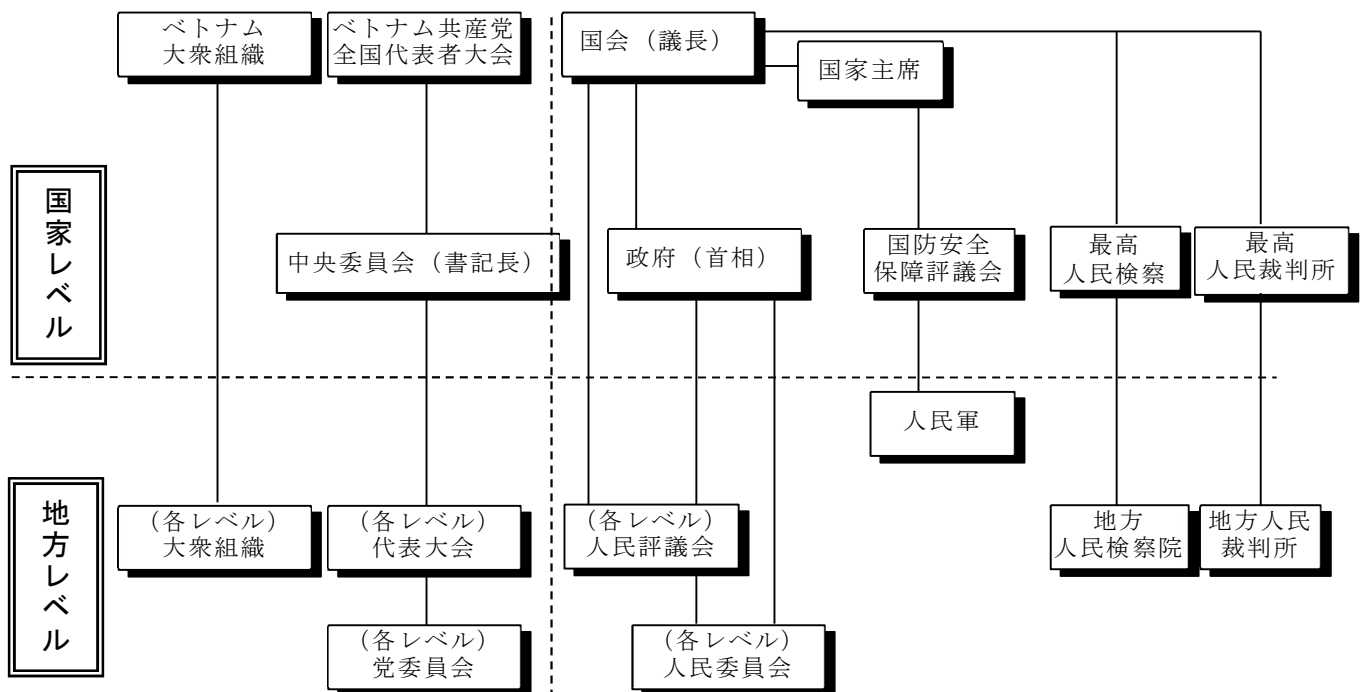 ベトナム
大衆組織
ベトナム共産党
全国代表者大会
国会（議長）
国家主席
国家レベル
中央委員会（書記長）
政府（首相）
国防安全
保障評議会
最高
人民検察
最高
人民裁判所
人民軍
地方レベル
(各レベル)
大衆組織
(各レベル)
代表大会
(各レベル)
人民評議会
地方
人民検察院
地方人民
裁判所
(各レベル)
党委員会
(各レベル)
人民委員会